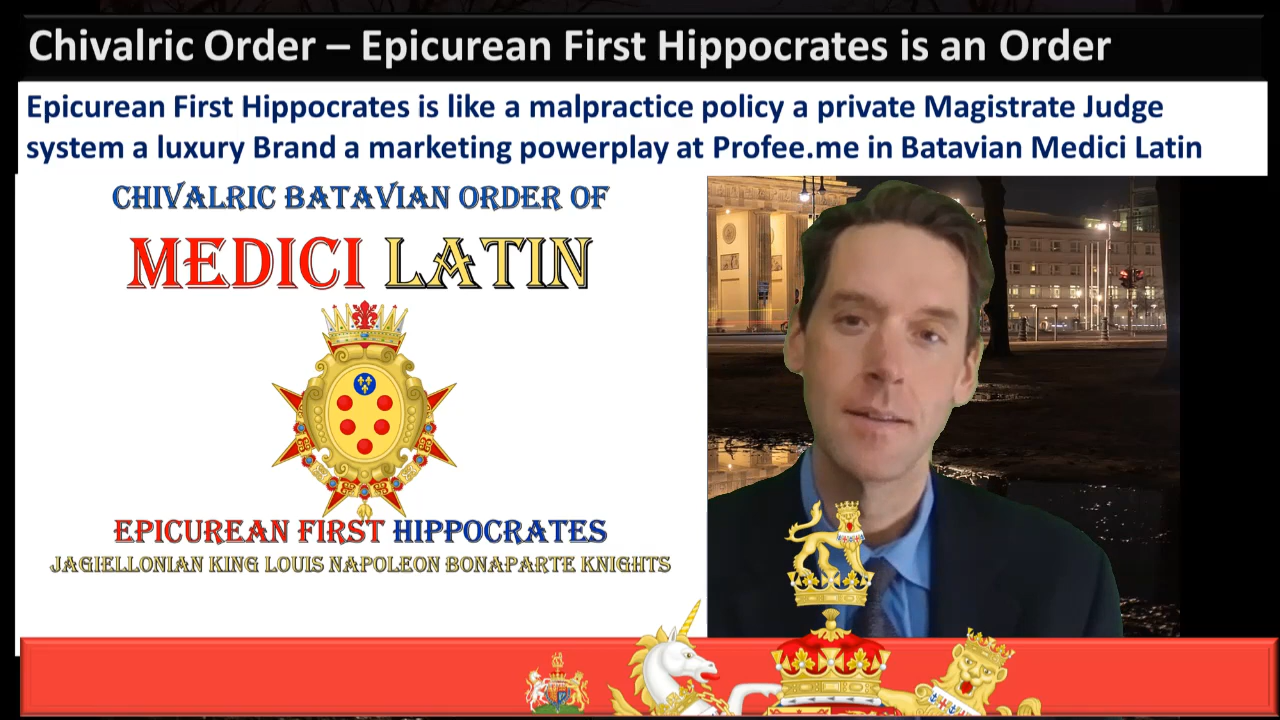 Chivalric Order – Epicurean First Hippocrates is an Order
Epicurean First Hippocrates is like a malpractice policy a private Magistrate Judge
system a luxury Brand a marketing powerplay at Profee.me in Batavian Medici Latin
CHIVALRIC BATAVIAN ORDER OF
MEDICI LATIN
EPICUREAN FIRST HIPPOCRATES
JAGIELLONIAN KING LOUIS NAPOLEON BONAPARTE KNIGHTS